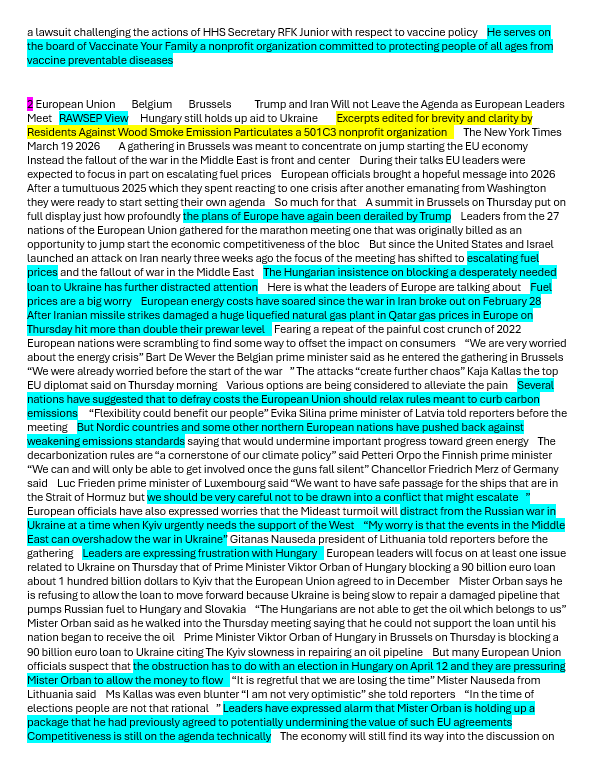 a lawsuit challenging the actions of HHS Secretary RFK Junior with respect to vaccine policy He serves on
the board of Vaccinate Your Family a nonprofit organization committed to protecting people of all ages from
vaccine preventable diseases
2 European Union Belgium Brussels Trump and Iran Will not Leave the Agenda as European Leaders
Meet RAWSEP View Hungary still holds up aid to Ukraine Excerpts edited for brevity and clarity by
Residents Against Wood Smoke Emission Particulates a 501C3 nonprofit organization The New York Times
March 19 2026 A gathering in Brussels was meant to concentrate on jump starting the EU economy
Instead the fallout of the war in the Middle East is front and center During their talks EU leaders were
expected to focus in part on escalating fuel prices European officials brought a hopeful message into 2026
After a tumultuous 2025 which they spent reacting to one crisis after another emanating from Washington
they were ready to start setting their own agenda So much for that A summit in Brussels on Thursday put on
full display just how profoundly the plans of Europe have again been derailed by Trump Leaders from the 27
nations of the European Union gathered for the marathon meeting one that was originally billed as an
opportunity to jump start the economic competitiveness of the bloc But since the United States and Israel
launched an attack on Iran nearly three weeks ago the focus of the meeting has shifted to escalating fuel
prices and the fallout of war in the Middle East The Hungarian insistence on blocking a desperately needed
loan to Ukraine has further distracted attention Here is what the leaders of Europe are talking about Fuel
prices are a big worry European energy costs have soared since the war in Iran broke out on February 28
After Iranian missile strikes damaged a huge liquefied natural gas plant in Qatar gas prices in Europe on
Thursday hit more than double their prewar level Fearing a repeat of the painful cost crunch of 2022
European nations were scrambling to find some way to offset the impact on consumers “We are very worried
about the energy crisis” Bart De Wever the Belgian prime minister said as he entered the gathering in Brussels
“We were already worried before the start of the war ” The attacks “create further chaos” Kaja Kallas the top
EU diplomat said on Thursday morning Various options are being considered to alleviate the pain Several
nations have suggested that to defray costs the European Union should relax rules meant to curb carbon
emissions “Flexibility could benefit our people” Evika Silina prime minister of Latvia told reporters before the
meeting But Nordic countries and some other northern European nations have pushed back against
weakening emissions standards saying that would undermine important progress toward green energy The
decarbonization rules are “a cornerstone of our climate policy” said Petteri Orpo the Finnish prime minister
“We can and will only be able to get involved once the guns fall silent” Chancellor Friedrich Merz of Germany
said Luc Frieden prime minister of Luxembourg said “We want to have safe passage for the ships that are in
the Strait of Hormuz but we should be very careful not to be drawn into a conflict that might escalate ”
European officials have also expressed worries that the Mideast turmoil will distract from the Russian war in
Ukraine at a time when Kyiv urgently needs the support of the West “My worry is that the events in the Middle
East can overshadow the war in Ukraine” Gitanas Nauseda president of Lithuania told reporters before the
gathering Leaders are expressing frustration with Hungary European leaders will focus on at least one issue
related to Ukraine on Thursday that of Prime Minister Viktor Orban of Hungary blocking a 90 billion euro loan
about 1 hundred billion dollars to Kyiv that the European Union agreed to in December Mister Orban says he
is refusing to allow the loan to move forward because Ukraine is being slow to repair a damaged pipeline that
pumps Russian fuel to Hungary and Slovakia “The Hungarians are not able to get the oil which belongs to us”
Mister Orban said as he walked into the Thursday meeting saying that he could not support the loan until his
nation began to receive the oil Prime Minister Viktor Orban of Hungary in Brussels on Thursday is blocking a
90 billion euro loan to Ukraine citing The Kyiv slowness in repairing an oil pipeline But many European Union
officials suspect that the obstruction has to do with an election in Hungary on April 12 and they are pressuring
Mister Orban to allow the money to flow “It is regretful that we are losing the time” Mister Nauseda from
Lithuania said Ms Kallas was even blunter “I am not very optimistic” she told reporters “In the time of
elections people are not that rational ” Leaders have expressed alarm that Mister Orban is holding up a
package that he had previously agreed to potentially undermining the value of such EU agreements
Competitiveness is still on the agenda technically The economy will still find its way into the discussion on